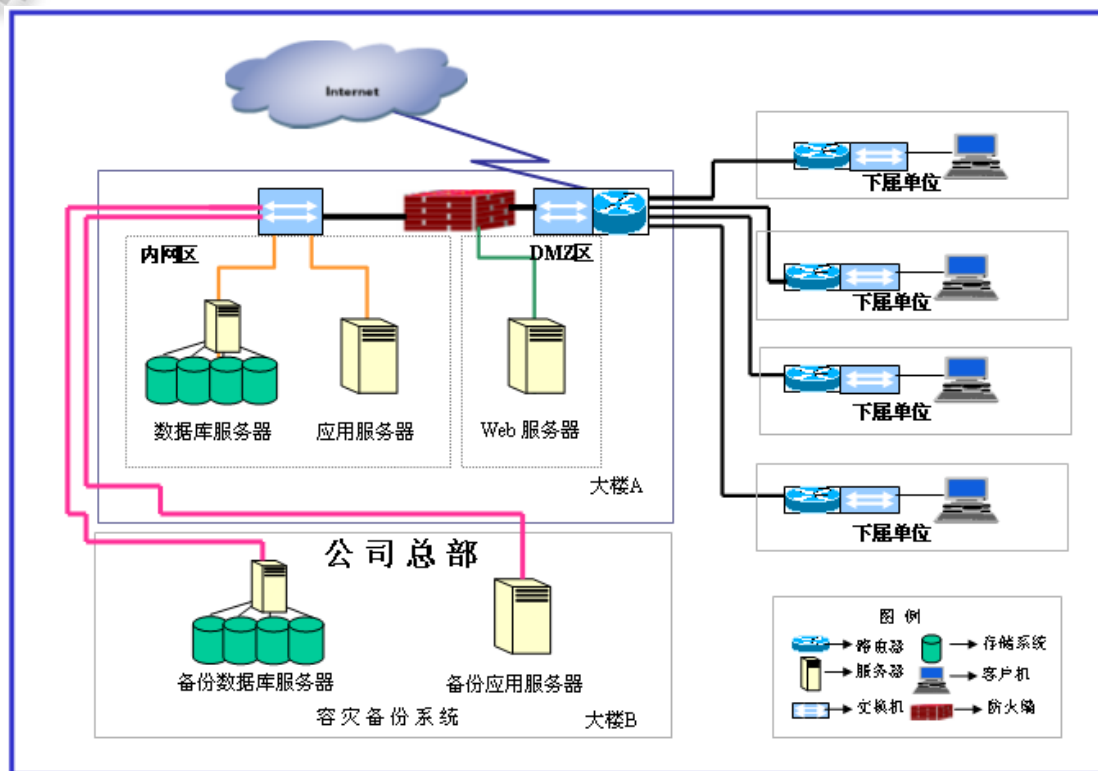 Internet
下属单位
内网区
DMZ区
下属单位
数据库服务器
应用服务器
Web 服务器
下属单位
大楼A
下属单位
公司总部
备份数据库服务器
备份应用服务器
容灾备份系统
大楼B
图 例
路由器
存储系统
服务器
客户机
交换机
防火墙